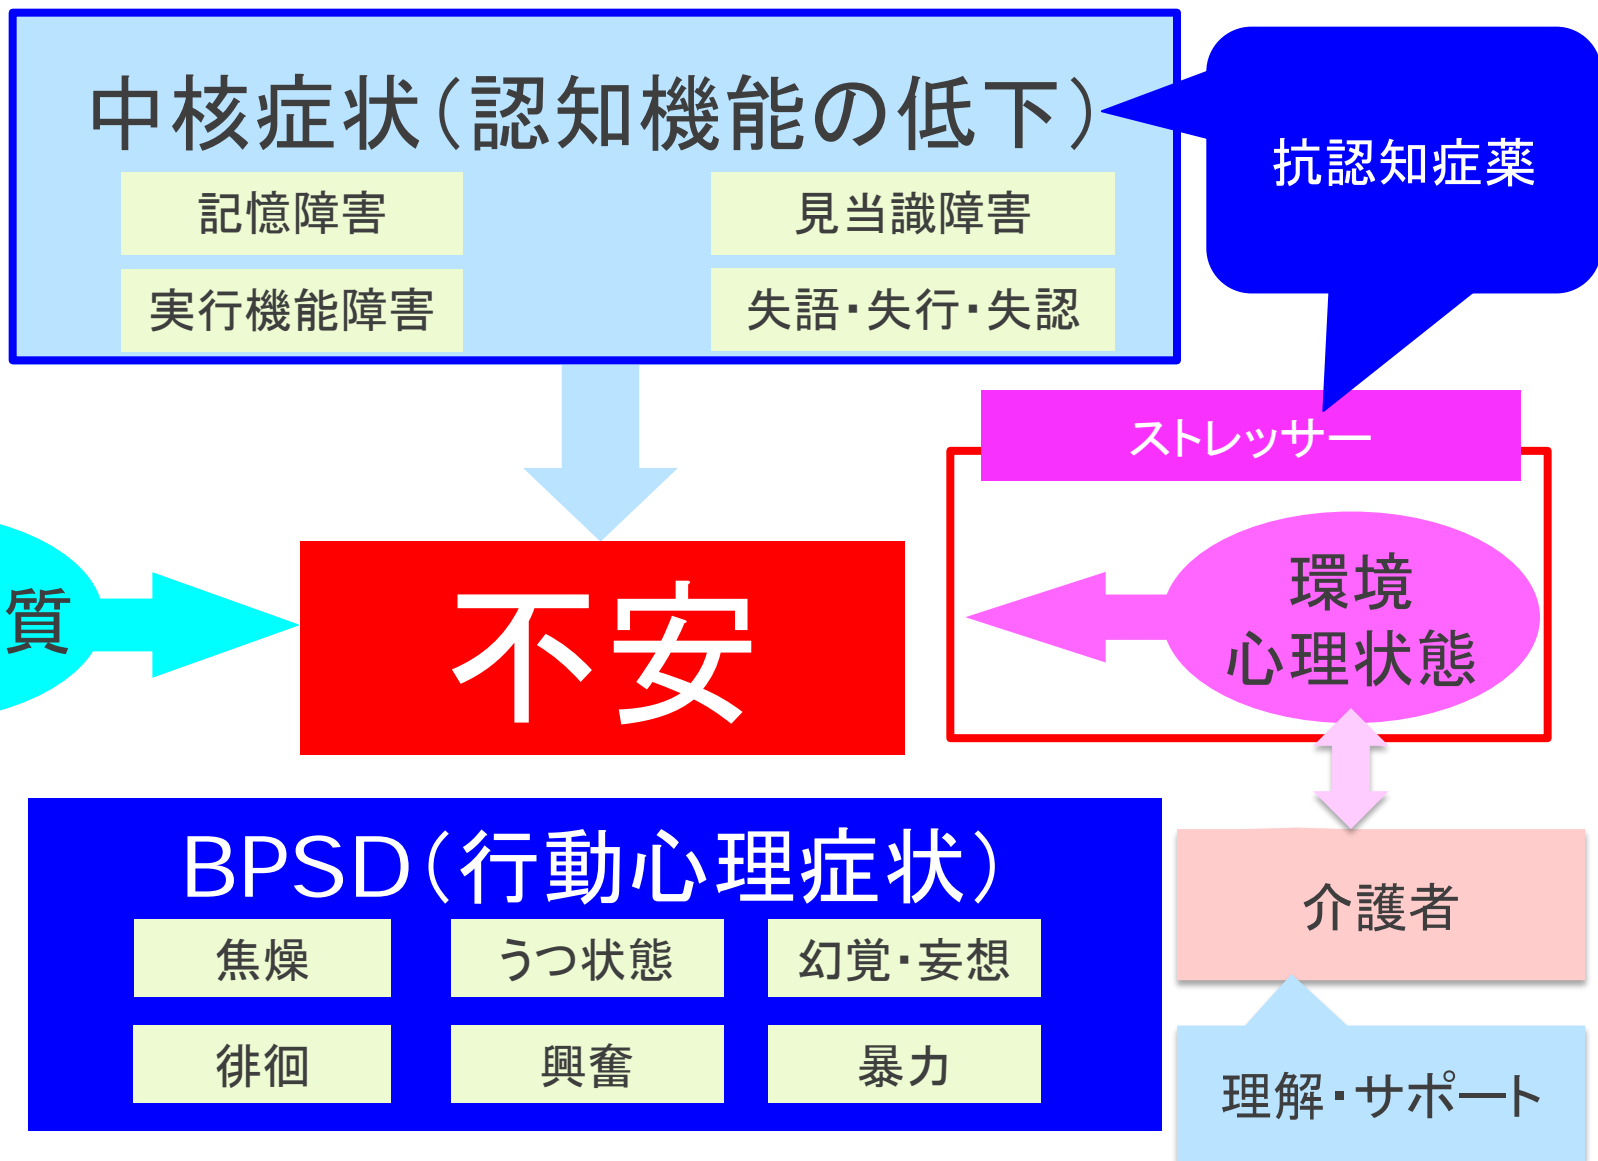 中核症状（認知機能の低下）
抗認知症薬
記憶障害
見当識障害
実行機能障害
失語・失行・失認
ストレッサー
質
不安
環境
心理状態
BPSD（行動心理症状）
介護者
焦燥
うつ状態
幻覚・妄想
徘徊
興奮
暴力
理解・サポート